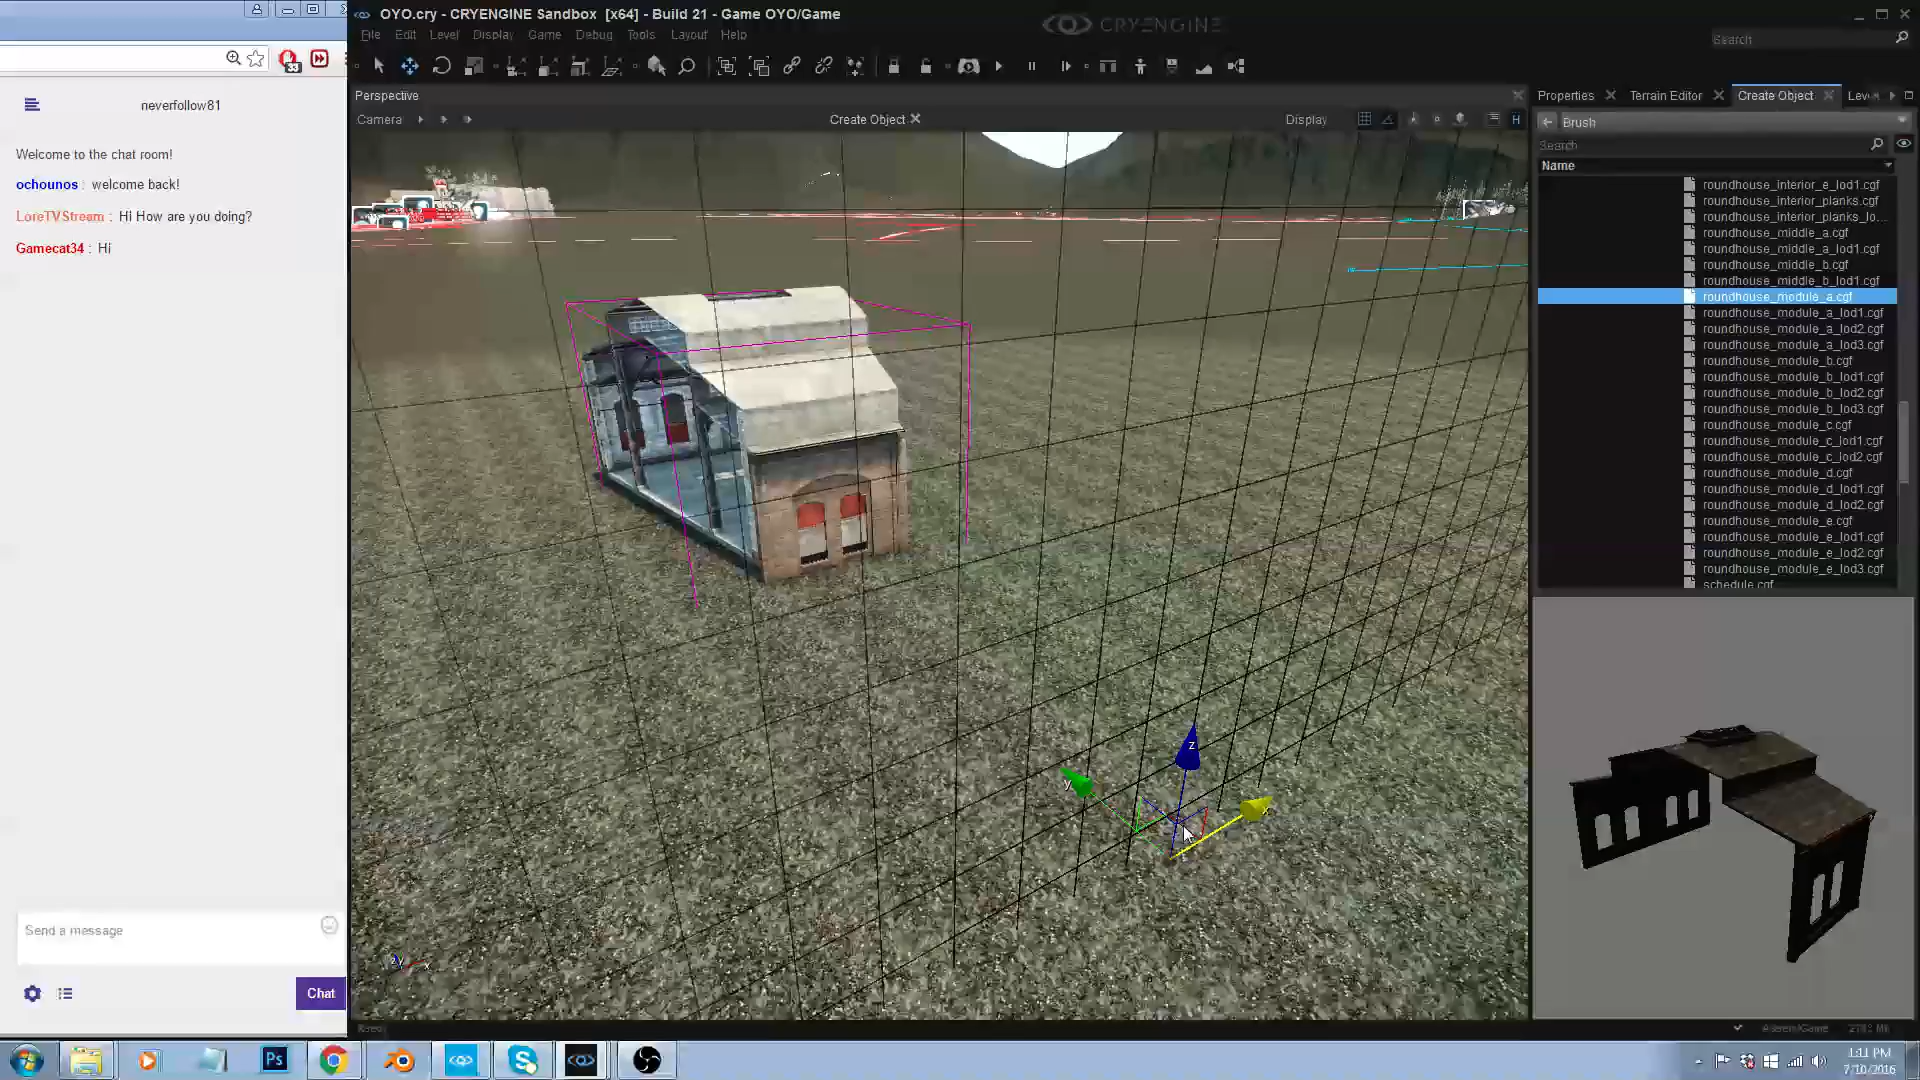 neverfollow81
Welcome to the chat room!
ochounos : welcome back!
LoreTVStream : Hi How are you doing?
Gamecat34 : Hi
Send a message
Chat
33
OYO.cry - CRYENGINE Sandbox [x64] - Build 21 - Game OYO/Game
CRYENGINE
File Edit Level Display Game Debug Tools Layout Help
Search
Perspective
Camera
Create Object
Display
H
z
y
x
Properties
Terrain Editor
Create Object
Brush
Search
Name
roundhouse_interior_e_lod1.cgf
roundhouse_interior_planks.cgf
roundhouse_interior_planks_lo...
roundhouse_middle_a.cgf
roundhouse_middle_a_lod1.cgf
roundhouse_middle_b.cgf
roundhouse_middle_b_lod1.cgf
roundhouse_module_a.cgf
roundhouse_module_a_lod1.cgf
roundhouse_module_a_lod2.cgf
roundhouse_module_a_lod3.cgf
roundhouse_module_b.cgf
roundhouse_module_b_lod1.cgf
roundhouse_module_b_lod2.cgf
roundhouse_module_b_lod3.cgf
roundhouse_module_c.cgf
roundhouse_module_c_lod1.cgf
roundhouse_module_c_lod2.cgf
roundhouse_module_d.cgf
roundhouse_module_d_lod1.cgf
roundhouse_module_d_lod2.cgf
roundhouse_module_e.cgf
roundhouse_module_e_lod1.cgf
roundhouse_module_e_lod2.cgf
roundhouse_module_e_lod3.cgf
schedule.cgf
Ps
1:11 PM
7/10/2016